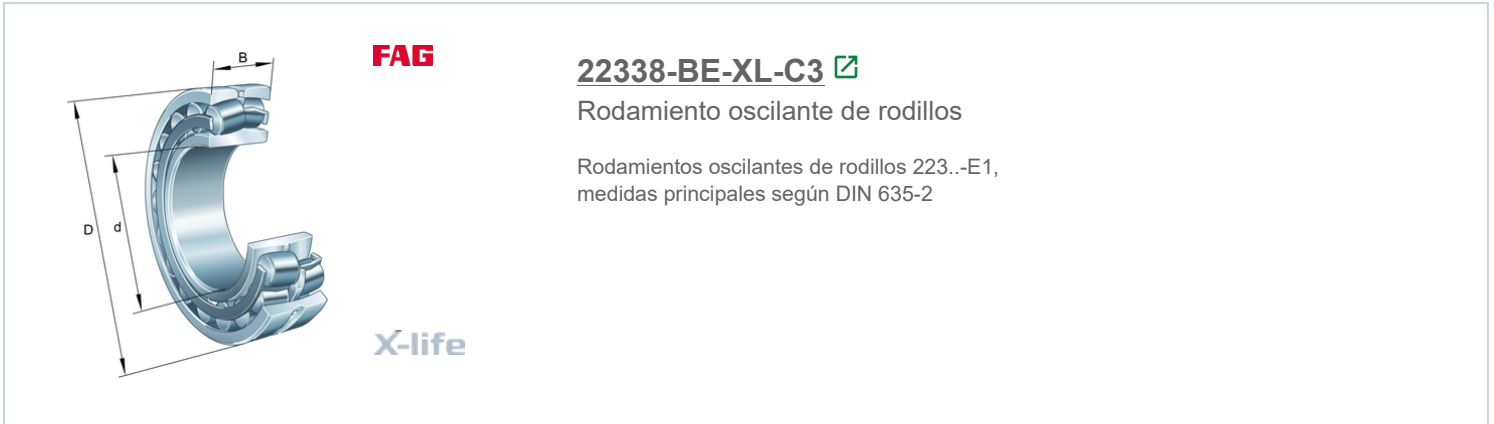 FAG
B
D
d
X-life
22338-BE-XL-C3
Rodamiento oscilante de rodillos
Rodamientos oscilantes de rodillos 223..-E1,
medidas principales según DIN 635-2